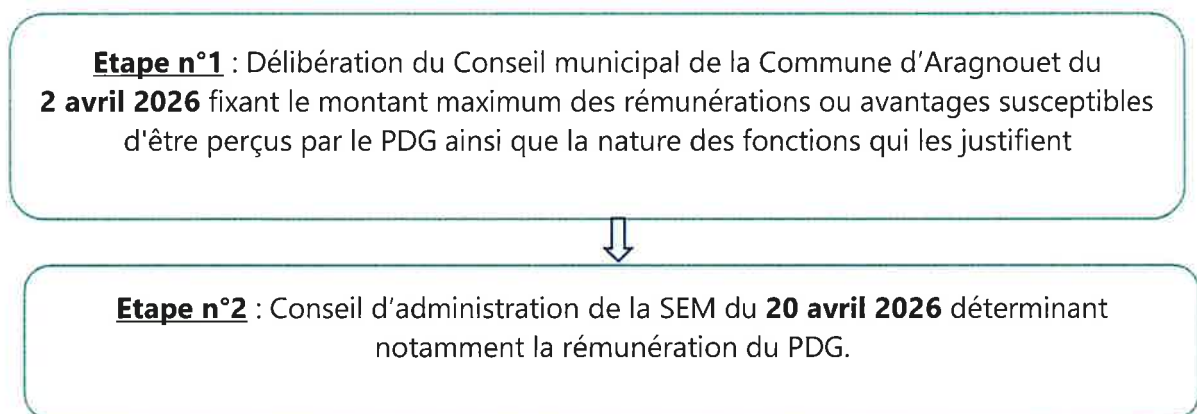 Etape n°1 : Délibération du Conseil municipal de la Commune d’Aragnouet du
2 avril 2026 fixant le montant maximum des rémunérations ou avantages susceptibles
d'être perçus par le PDG ainsi que la nature des fonctions qui les justifient
Etape n°2 : Conseil d’administration de la SEM du 20 avril 2026 déterminant
notamment la rémunération du PDG.